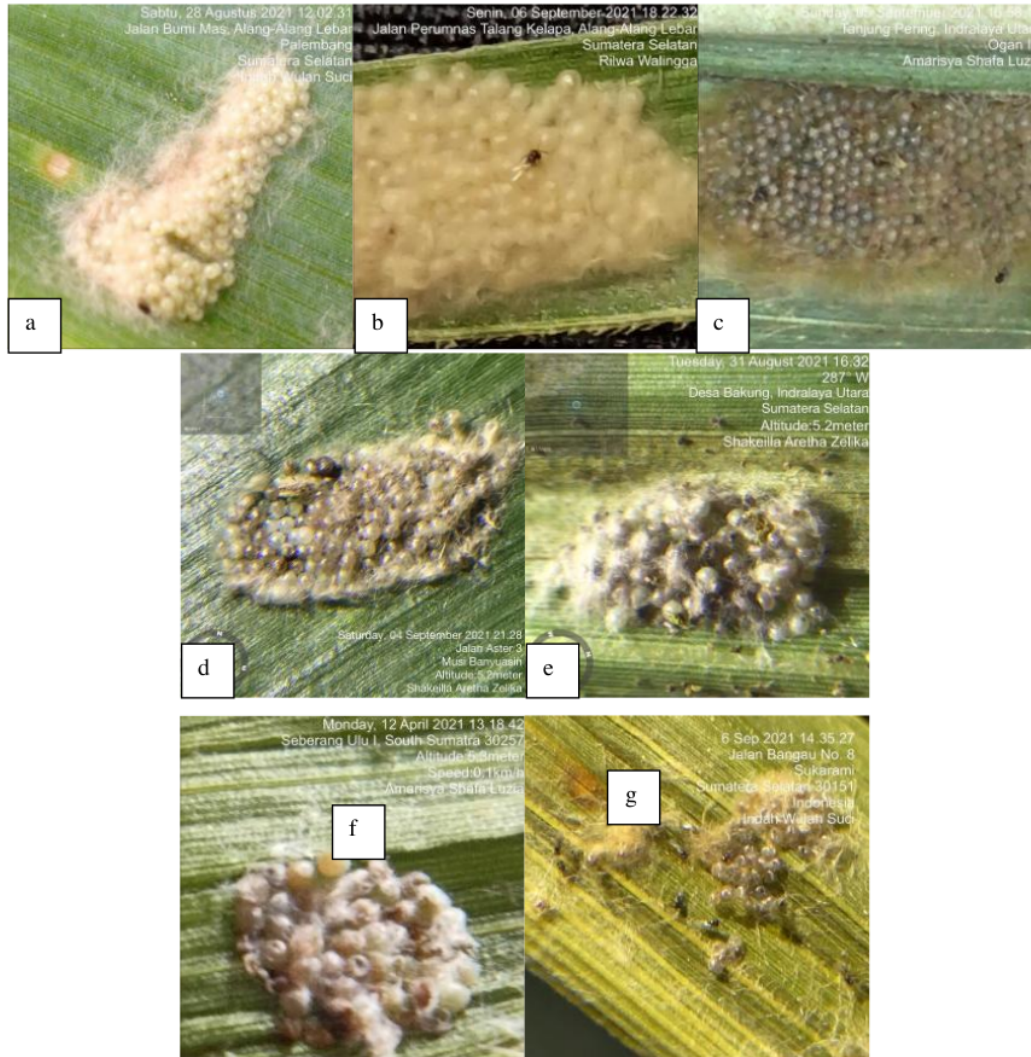 Sabtu, 28 Agustus 2021 12.02.31
Jalan Bumi Mas, Alang-Alang Lebar
Palembang
Sumatera Selatan
Indah Wulan Suci
a
Senin, 06 September 2021 18.22.32
Jalan Perumnas Talang Kelapa, Alang-Alang Lebar
Sumatera Selatan
Rilwa Walingga
b
Sunday, 2021
Tanjung Pering, Indralaya Utar
Ogan
Amarisya Shafa Luz
c
Saturday, 04 September 2021 21.28
Jalan Aster 3
Musi Banyuasin
Altitude:5.2meter
Shakeilla Aretha Zelika
d
Tuesday, 31 August 2021 16.32
287° W
Desa Bakung, Indralaya Utara
Sumatera Selatan
Altitude:5.2meter
Shakeilla Aretha Zelika
e
Monday, 12 April 2021 13.18.42
Seberang Ulu I, South Sumatra 30257
Altitude:5.3meter
Speed:0.1km/h
Amarisya Shafa Luzia
f
6 Sep 2021 14.35.27
Jalan Bangau No. 8
Sukarami
Sumatera Selatan 30151
Indonesia
Indah Wulan Suci
g